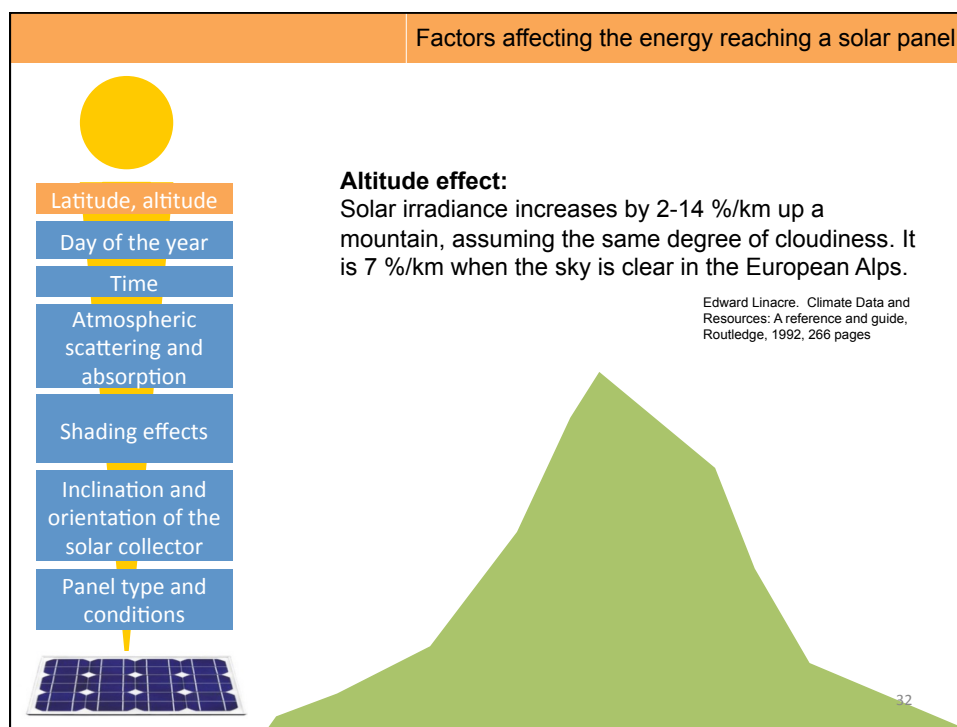 Factors affecting the energy reaching a solar panel
Latitude, altitude
Day of the year
Time
Atmospheric
scattering and
absorption
Shading effects
Inclination and
orientation of the
solar collector
Panel type and
conditions
Altitude effect:
Solar irradiance increases by 2-14 %/km up a
mountain, assuming the same degree of cloudiness. It
is 7 %/km when the sky is clear in the European Alps.
Edward Linacre.  Climate Data and
Resources: A reference and guide,
Routledge, 1992, 266 pages
32